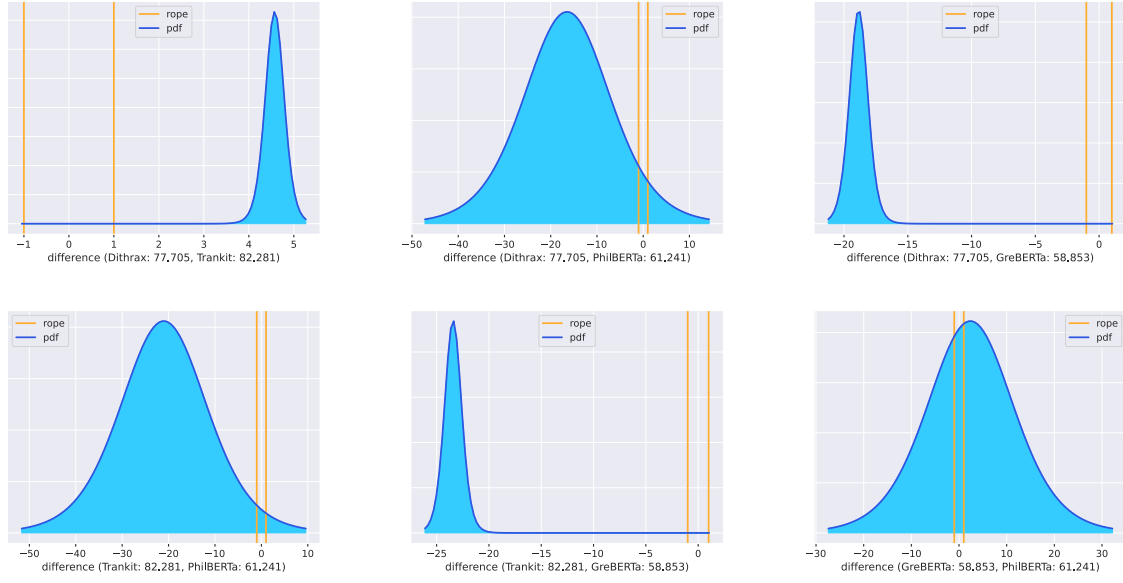 rope
pdf
−1 0 1 2 3 4 5
difference (Dithrax: 77.705, Trankit: 82.281)
rope
pdf
−50 −40 −30 −20 −10 0 10
difference (Dithrax: 77.705, PhilBERTa: 61.241)
rope
pdf
−20 −15 −10 −5 0
difference (Dithrax: 77.705, GreBERTa: 58.853)
rope
pdf
−50 −40 −30 −20 −10 0 10
difference (Trankit: 82.281, PhilBERTa: 61.241)
rope
pdf
−25 −20 −15 −10 −5 0
difference (Trankit: 82.281, GreBERTa: 58.853)
rope
pdf
−30 −20 −10 0 10 20 30
difference (GreBERTa: 58.853, PhilBERTa: 61.241)